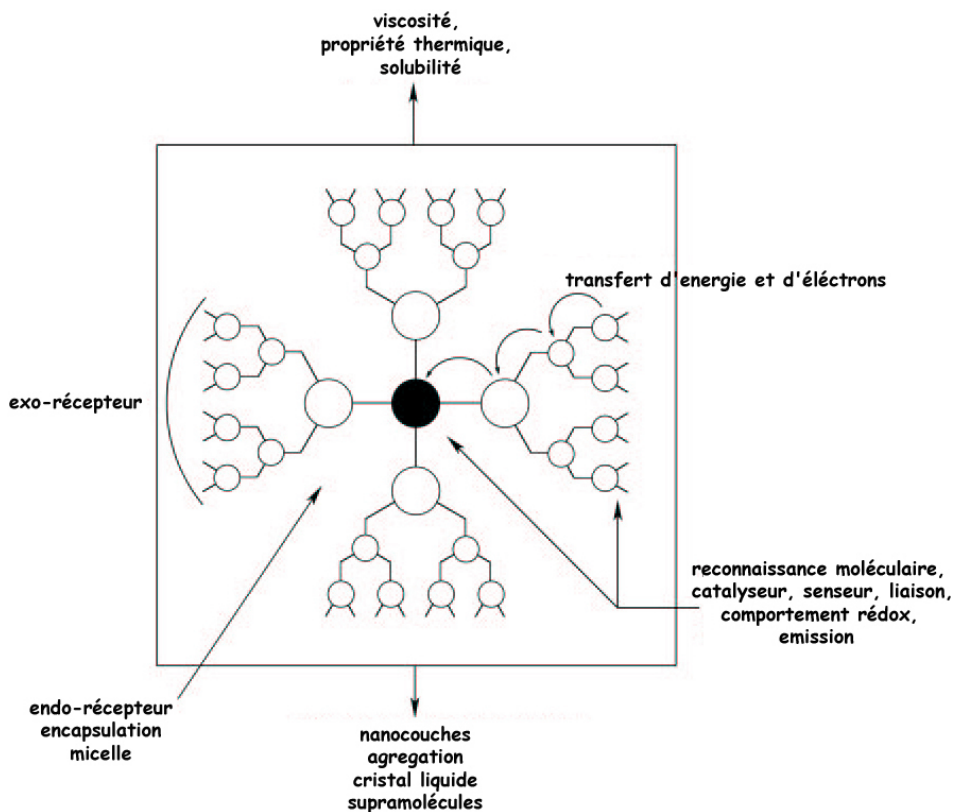 viscosité,
propriété thermique,
solubilité
transfert d'energie et d'éléctrons
exo-récepteur
reconnaissance moléculaire,
catalyseur, senseur, liaison,
comportement rédox,
emission
endo-récepteur
encapsulation
micelle
nanocouches
agregation
cristal liquide
supramolécules